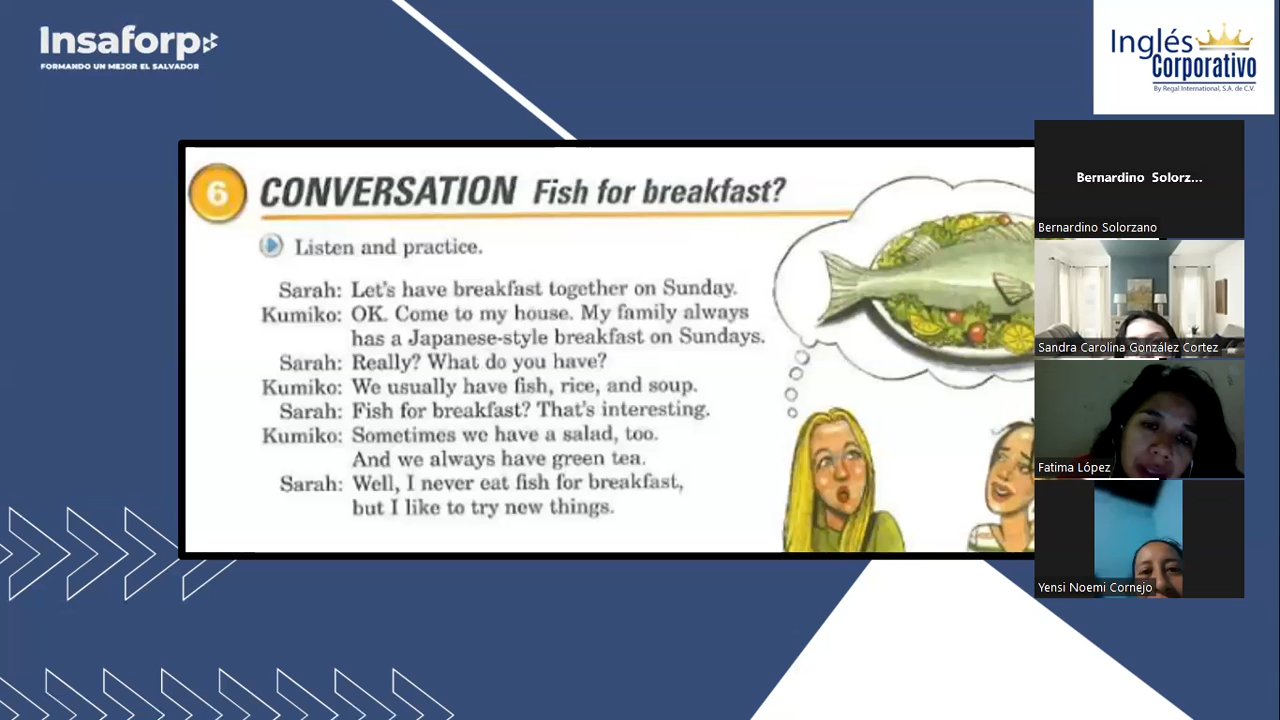 Insaforp
FORMANDO UN MEJOR EL SALVADOR
Inglés
Corporativo
By Regal International, S.A. de C.V.
6 CONVERSATION Fish for breakfast?
Listen and practice.
Sarah: Let's have breakfast together on Sunday.
Kumiko: OK. Come to my house. My family always
has a Japanese-style breakfast on Sundays.
Sarah: Really? What do you have?
Kumiko: We usually have fish, rice, and soup.
Sarah: Fish for breakfast? That's interesting.
Kumiko: Sometimes we have a salad, too.
And we always have green tea.
Sarah: Well, I never eat fish for breakfast,
but I like to try new things.
Bernardino Solorz...
Bernardino Solorzano
Sandra Carolina González Cortez
Fatima López
Yensi Noemi Cornejo